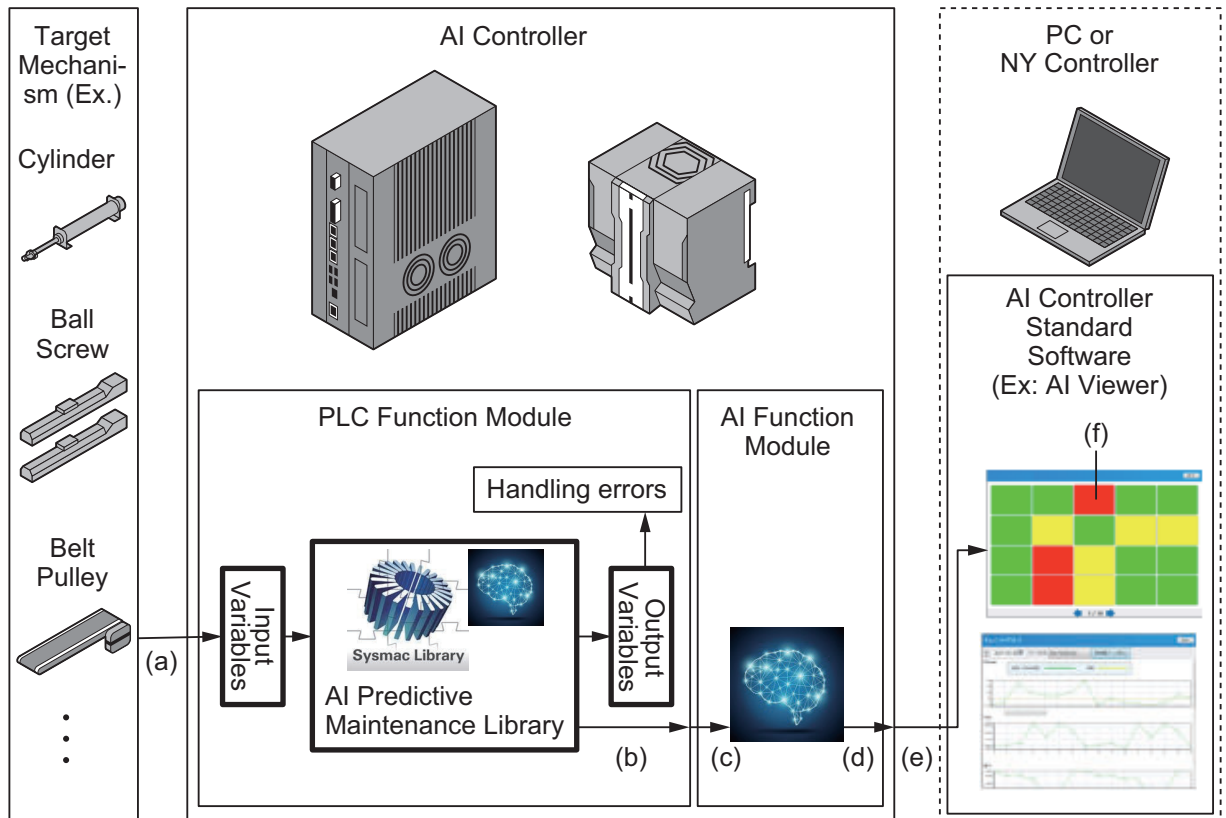 Target
Mechani-
sm (Ex.)
Cylinder
Ball
Screw
Belt
Pulley
(a)
AI Controller
PLC Function Module
Handling errors
Input
Variables
Sysmac Library
AI Predictive
Maintenance Library
Output
Variables
(b)
AI Function
Module
(c)
(d)
(e)
PC or
NY Controller
AI Controller
Standard
Software
(Ex: AI Viewer)
(f)